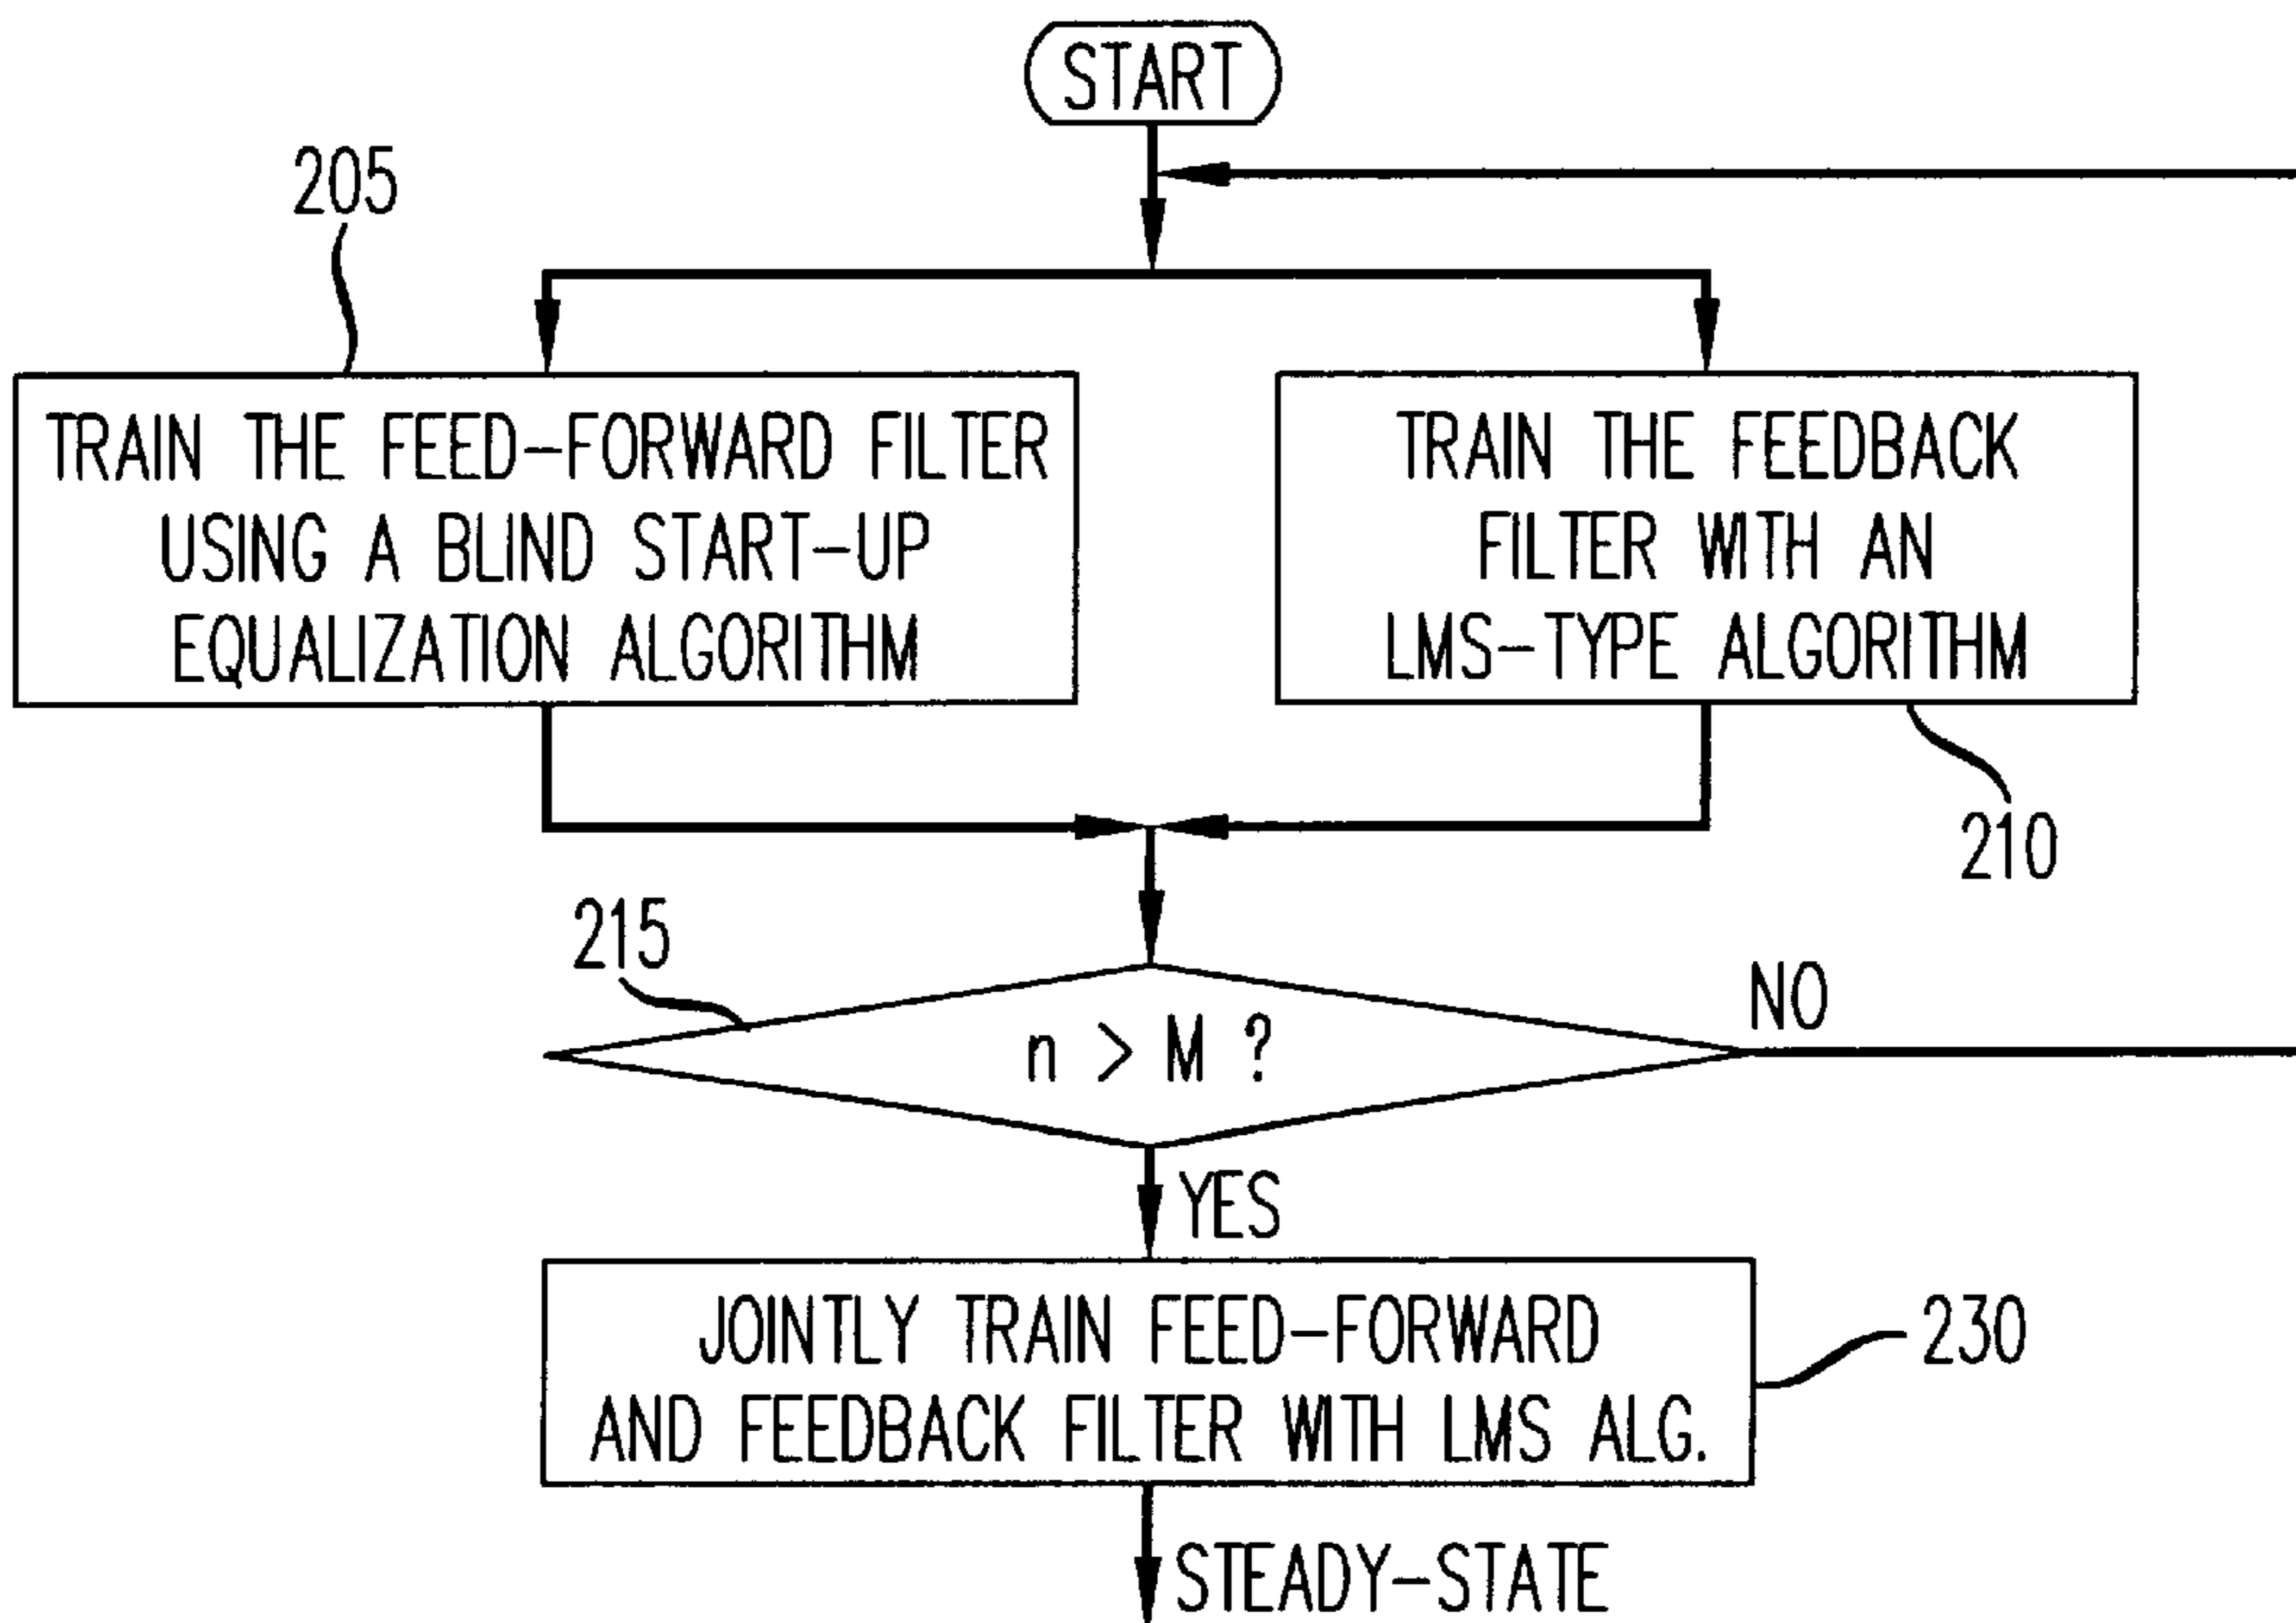 START
205
TRAIN THE FEED-FORWARD FILTER
USING A BLIND START-UP
EQUALIZATION ALGORITHM
TRAIN THE FEEDBACK
FILTER WITH AN
LMS-TYPE ALGORITHM
210
215
n > M ?
NO
YES
JOINTLY TRAIN FEED-FORWARD
AND FEEDBACK FILTER WITH LMS ALG.
230
STEADY-STATE